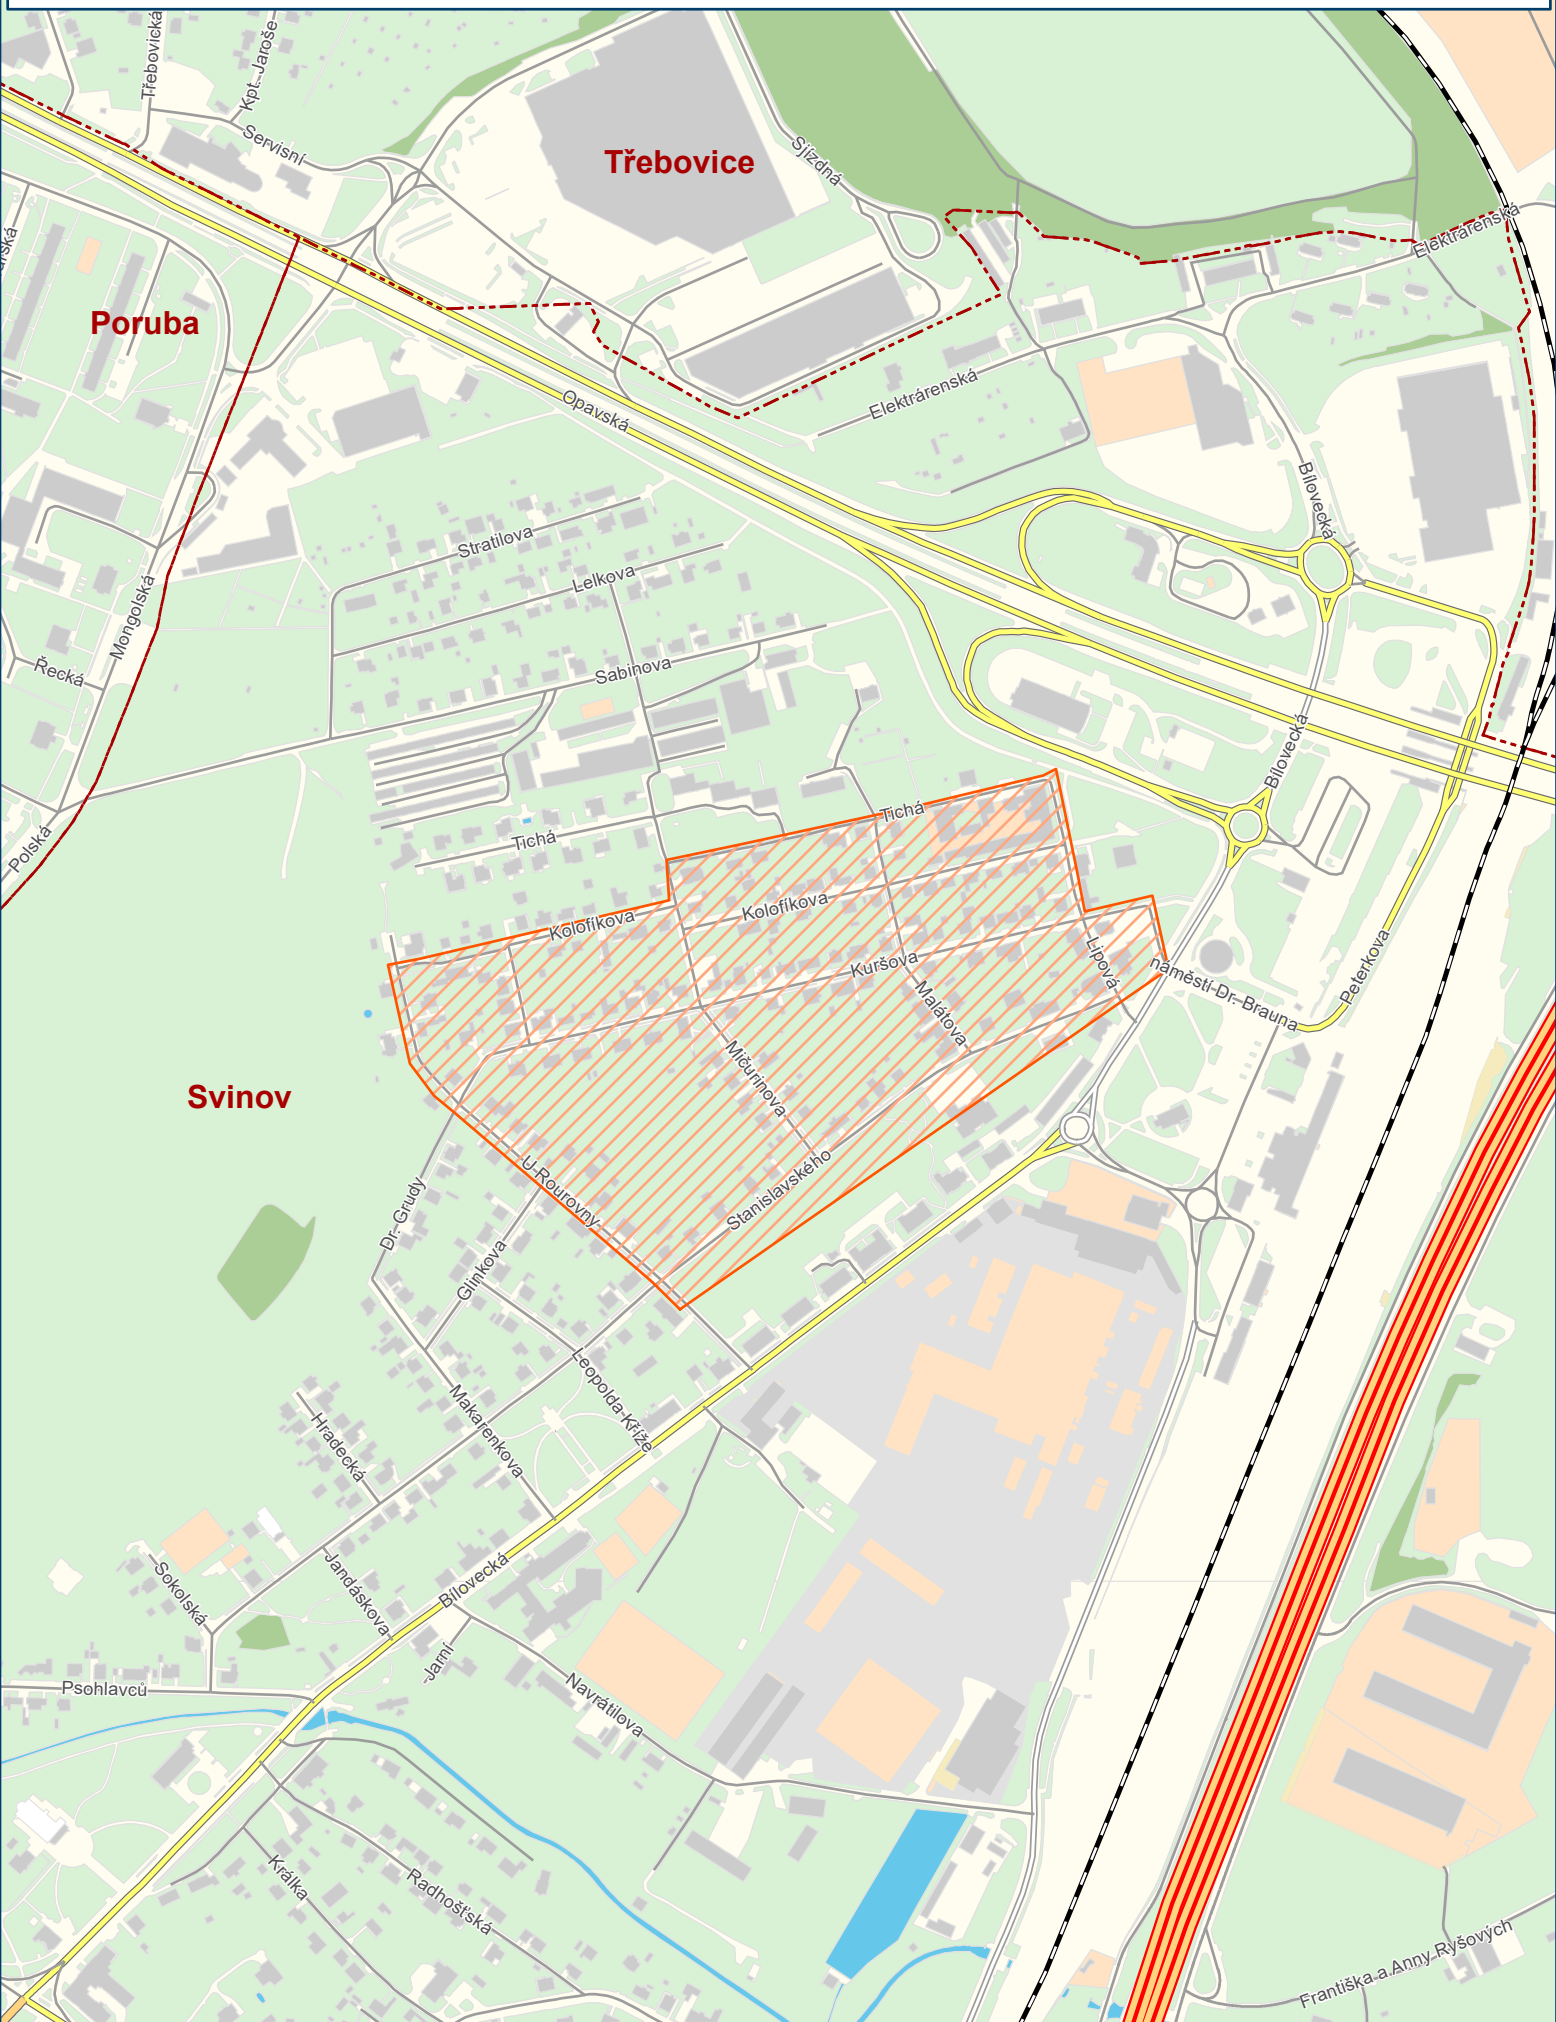 Třebovická
Kpt. Jaroše
Servisní
Třebovice
Sjízdná
Elektrárenská
Poruba
Opavská
Elektrárenská
Bílovecká
Stratilova
Lelkova
Mongolská
Řecká
Sabinova
Bílovecká
Polská
Tichá
Tichá
Kolofíkova
Kolofíkova
Kuršova
Lipová
náměstí Dr. Brauna
Peterkova
Malátova
Mičurinova
Svinov
U Rourovny
Stanislavského
Dr. Grudy
Glinkova
Leopolda Kříže
Makarenkova
Hradecká
Bílovecká
Sokolská
Jandáskova
Jarní
Psohlavců
Navrátilova
Králka
Radhošťská
Františka a Anny Ryšových